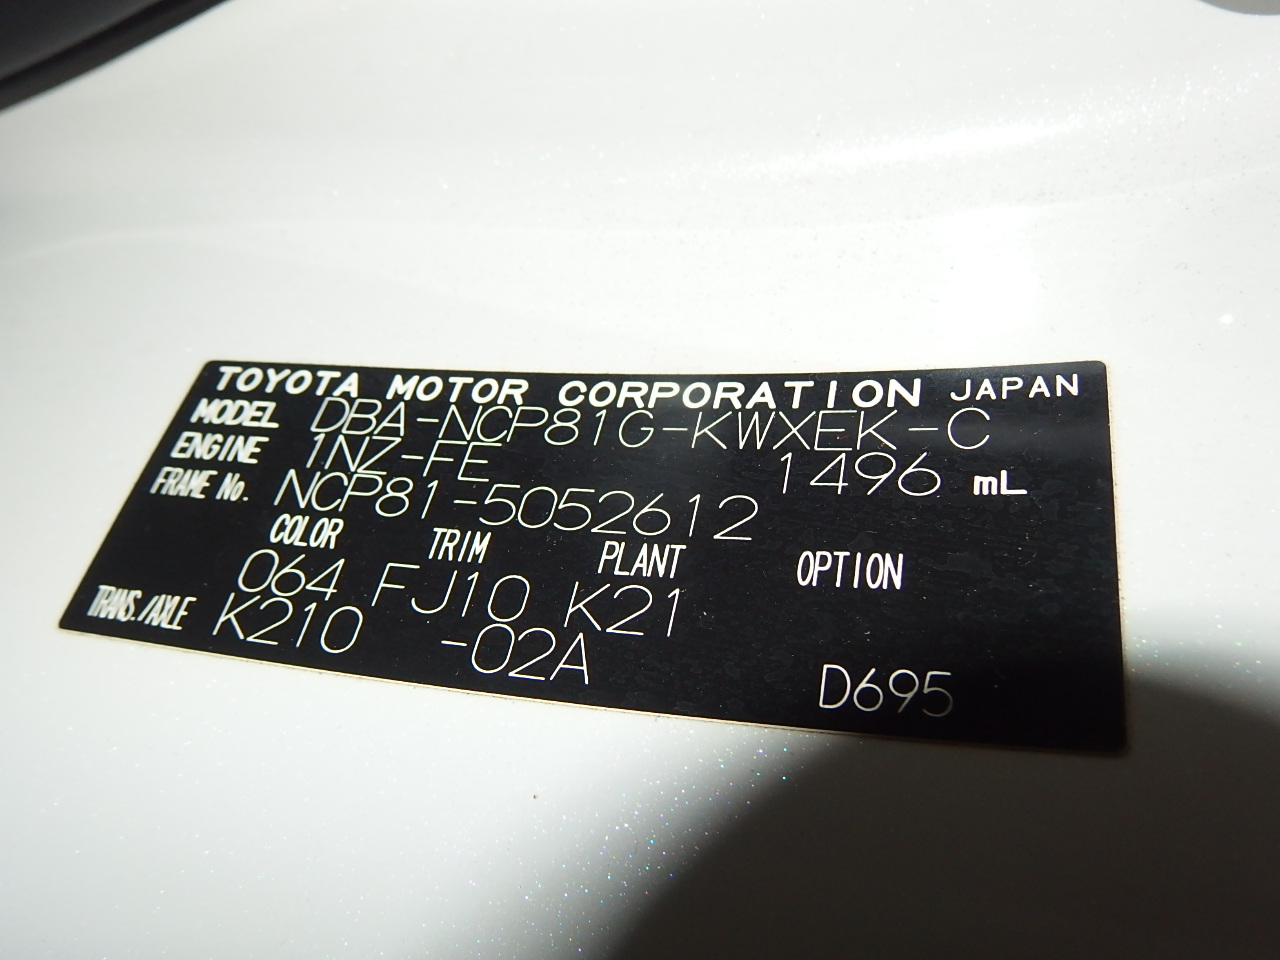 TOYOTA MOTOR CORPORATION JAPAN
MODEL DBA-NCP81G-KWXEK-C
ENGINE 1NZ-FE 1496 mL
FRAME No. NCP81-5052612
COLOR TRIM PLANT OPTION
064 FJ10 K21
TRANS./AXLE K210 -02A
D695